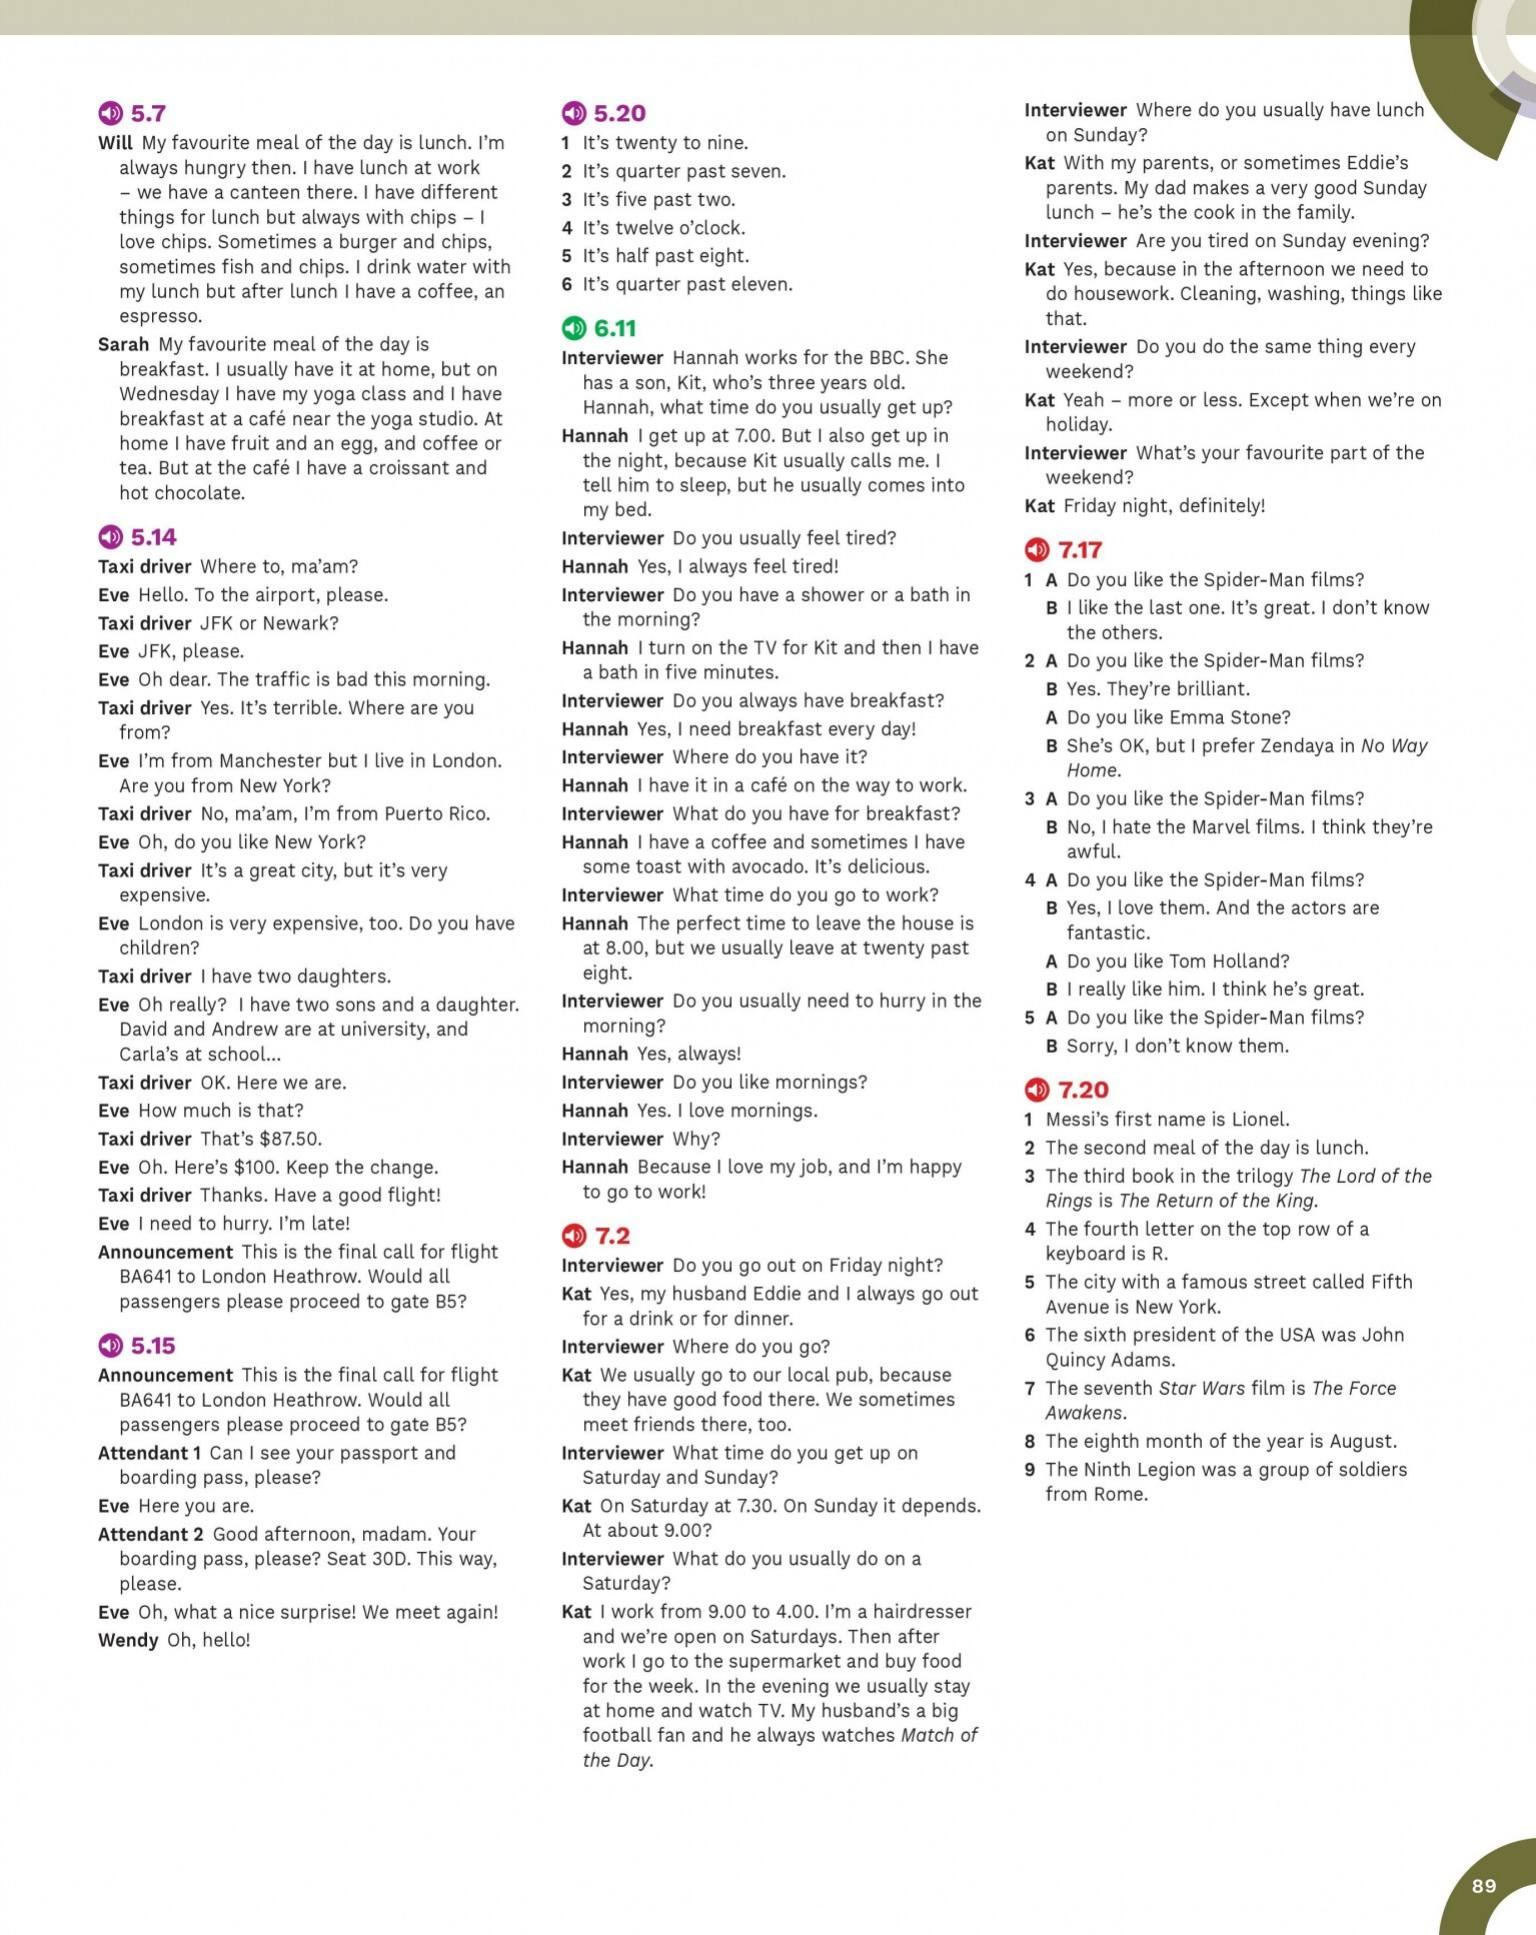 5.7
Will My favourite meal of the day is lunch. I'm
always hungry then. I have lunch at work
– we have a canteen there. I have different
things for lunch but always with chips – I
love chips. Sometimes a burger and chips,
sometimes fish and chips. I drink water with
my lunch but after lunch I have a coffee, an
espresso.
Sarah My favourite meal of the day is
breakfast. I usually have it at home, but on
Wednesday I have my yoga class and I have
breakfast at a café near the yoga studio. At
home I have fruit and an egg, and coffee or
tea. But at the café I have a croissant and
hot chocolate.
5.14
Taxi driver Where to, ma'am?
Eve Hello. To the airport, please.
Taxi driver JFK or Newark?
Eve JFK, please.
Eve Oh dear. The traffic is bad this morning.
Taxi driver Yes. It's terrible. Where are you
from?
Eve I'm from Manchester but I live in London.
Are you from New York?
Taxi driver No, ma'am, I'm from Puerto Rico.
Eve Oh, do you like New York?
Taxi driver It's a great city, but it's very
expensive.
Eve London is very expensive, too. Do you have
children?
Taxi driver I have two daughters.
Eve Oh really? I have two sons and a daughter.
David and Andrew are at university, and
Carla's at school...
Taxi driver OK. Here we are.
Eve How much is that?
Taxi driver That's $87.50.
Eve Oh. Here's $100. Keep the change.
Taxi driver Thanks. Have a good flight!
Eve I need to hurry. I'm late!
Announcement This is the final call for flight
BA641 to London Heathrow. Would all
passengers please proceed to gate B5?
5.15
Announcement This is the final call for flight
BA641 to London Heathrow. Would all
passengers please proceed to gate B5?
Attendant 1 Can I see your passport and
boarding pass, please?
Eve Here you are.
Attendant 2 Good afternoon, madam. Your
boarding pass, please? Seat 30D. This way,
please.
Eve Oh, what a nice surprise! We meet again!
Wendy Oh, hello!
5.20
1 It's twenty to nine.
2 It's quarter past seven.
3 It's five past two.
4 It's twelve o'clock.
5 It's half past eight.
6 It's quarter past eleven.
6.11
Interviewer Hannah works for the BBC. She
has a son, Kit, who's three years old.
Hannah, what time do you usually get up?
Hannah I get up at 7.00. But I also get up in
the night, because Kit usually calls me. I
tell him to sleep, but he usually comes into
my bed.
Interviewer Do you usually feel tired?
Hannah Yes, I always feel tired!
Interviewer Do you have a shower or a bath in
the morning?
Hannah I turn on the TV for Kit and then I have
a bath in five minutes.
Interviewer Do you always have breakfast?
Hannah Yes, I need breakfast every day!
Interviewer Where do you have it?
Hannah I have it in a café on the way to work.
Interviewer What do you have for breakfast?
Hannah I have a coffee and sometimes I have
some toast with avocado. It's delicious.
Interviewer What time do you go to work?
Hannah The perfect time to leave the house is
at 8.00, but we usually leave at twenty past
eight.
Interviewer Do you usually need to hurry in the
morning?
Hannah Yes, always!
Interviewer Do you like mornings?
Hannah Yes. I love mornings.
Interviewer Why?
Hannah Because I love my job, and I'm happy
to go to work!
7.2
Interviewer Do you go out on Friday night?
Kat Yes, my husband Eddie and I always go out
for a drink or for dinner.
Interviewer Where do you go?
Kat We usually go to our local pub, because
they have good food there. We sometimes
meet friends there, too.
Interviewer What time do you get up on
Saturday and Sunday?
Kat On Saturday at 7.30. On Sunday it depends.
At about 9.00?
Interviewer What do you usually do on a
Saturday?
Kat I work from 9.00 to 4.00. I'm a hairdresser
and we're open on Saturdays. Then after
work I go to the supermarket and buy food
for the week. In the evening we usually stay
at home and watch TV. My husband's a big
football fan and he always watches Match of
the Day.
Interviewer Where do you usually have lunch
on Sunday?
Kat With my parents, or sometimes Eddie's
parents. My dad makes a very good Sunday
lunch – he's the cook in the family.
Interviewer Are you tired on Sunday evening?
Kat Yes, because in the afternoon we need to
do housework. Cleaning, washing, things like
that.
Interviewer Do you do the same thing every
weekend?
Kat Yeah – more or less. Except when we're on
holiday.
Interviewer What's your favourite part of the
weekend?
Kat Friday night, definitely!
7.17
1 A Do you like the Spider-Man films?
B I like the last one. It's great. I don't know
the others.
2 A Do you like the Spider-Man films?
B Yes. They're brilliant.
A Do you like Emma Stone?
B She's OK, but I prefer Zendaya in No Way
Home.
3 A Do you like the Spider-Man films?
B No, I hate the Marvel films. I think they're
awful.
4 A Do you like the Spider-Man films?
B Yes, I love them. And the actors are
fantastic.
A Do you like Tom Holland?
B I really like him. I think he's great.
5 A Do you like the Spider-Man films?
B Sorry, I don't know them.
7.20
1 Messi's first name is Lionel.
2 The second meal of the day is lunch.
3 The third book in the trilogy The Lord of the
Rings is The Return of the King.
4 The fourth letter on the top row of a
keyboard is R.
5 The city with a famous street called Fifth
Avenue is New York.
6 The sixth president of the USA was John
Quincy Adams.
7 The seventh Star Wars film is The Force
Awakens.
8 The eighth month of the year is August.
9 The Ninth Legion was a group of soldiers
from Rome.
89